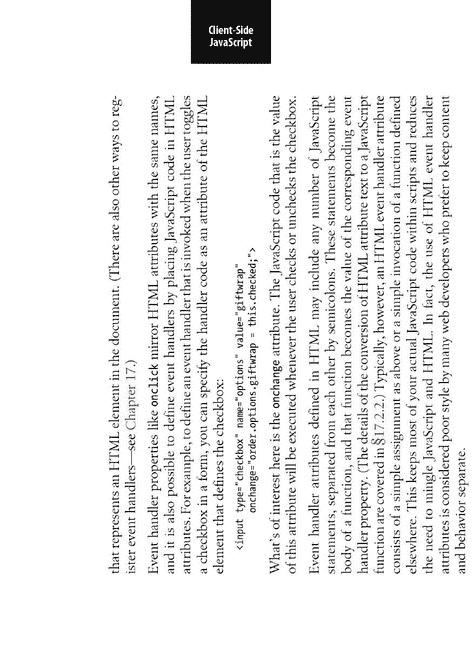 Client-Side
JavaScript
that represents an HTML element in the document. (There are also other ways to reg-
ister event handlers—see Chapter 17.)
Event handler properties like onclick mirror HTML attributes with the same names,
and it is also possible to define event handlers by placing JavaScript code in HTML
attributes. For example, to define an event handler that is invoked when the user toggles
a checkbox in a form, you can specify the handler code as an attribute of the HTML
element that defines the checkbox:
<input type="checkbox" name="options" value="giftwrap"
onchange="order.options.giftwrap = this.checked;">
What's of interest here is the onchange attribute. The JavaScript code that is the value
of this attribute will be executed whenever the user checks or unchecks the checkbox.
Event handler attributes defined in HTML may include any number of JavaScript
statements, separated from each other by semicolons. These statements become the
body of a function, and that function becomes the value of the corresponding event
handler property. (The details of the conversion of HTML attribute text to a JavaScript
function are covered in §17.2.2.) Typically, however, an HTML event handler attribute
consists of a simple assignment as above or a simple invocation of a function defined
elsewhere. This keeps most of your actual JavaScript code within scripts and reduces
the need to mingle JavaScript and HTML. In fact, the use of HTML event handler
attributes is considered poor style by many web developers who prefer to keep content
and behavior separate.